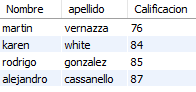 Nombre apellido Calificacion
martin vernazza 76
karen white 84
rodrigo gonzalez 85
alejandro cassanello 87